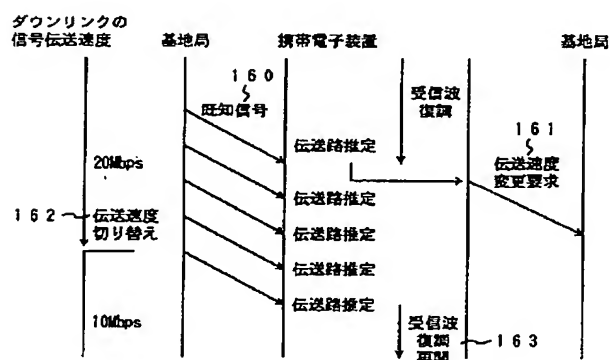 ダウンリンクの
信号伝送速度
基地局
携帯電子装置
基地局
160
既知信号
受信波
復調
161
伝送速度
変更要求
20Mbps
伝送路推定
伝送路推定
162
伝送速度
切り替え
伝送路推定
伝送路推定
伝送路推定
10Mbps
受信波
復調
再開
163